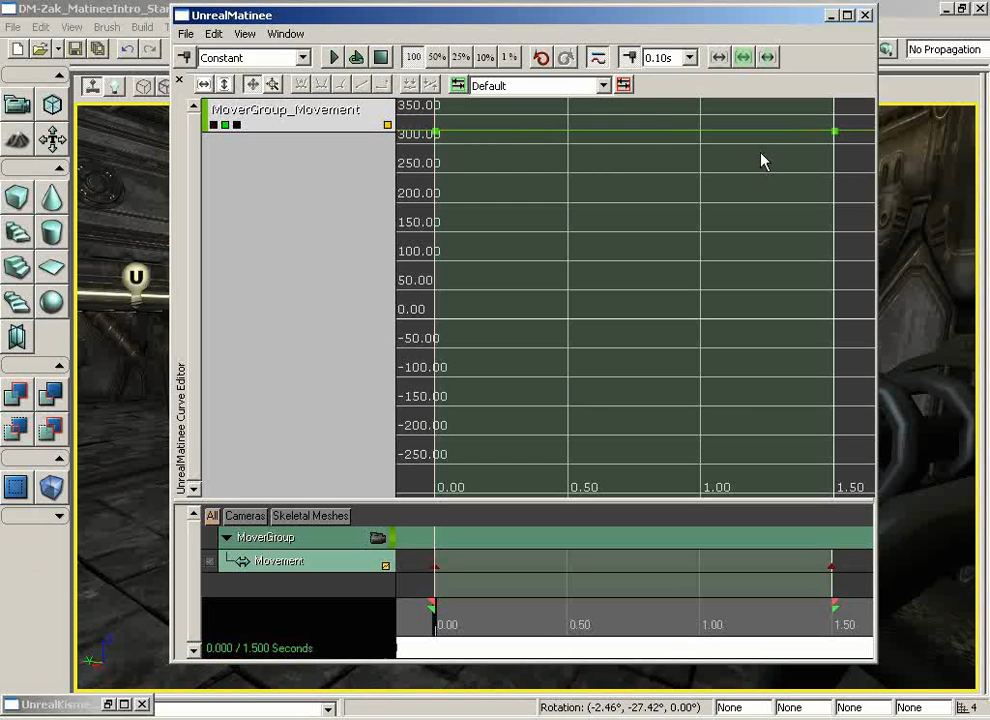 DM-Zak_MatineeIntro_Star
File Edit View Brush Build
No Propagation
UnrealMatinee
File Edit View Window
Constant
100 50% 25% 10% 1%
0.10s
Default
MoverGroup_Movement
350.00
300.00
250.00
200.00
150.00
100.00
50.00
0.00
-50.00
-100.00
-150.00
-200.00
-250.00
0.00 0.50 1.00 1.50
UnrealMatinee Curve Editor
U
All Cameras Skeletal Meshes
MoverGroup
Movement
0.00 0.50 1.00 1.50
0.000 / 1.500 Seconds
Z
UnrealKisme
Rotation: (-2.46°, -27.42°, 0.00°)
None None None None
4